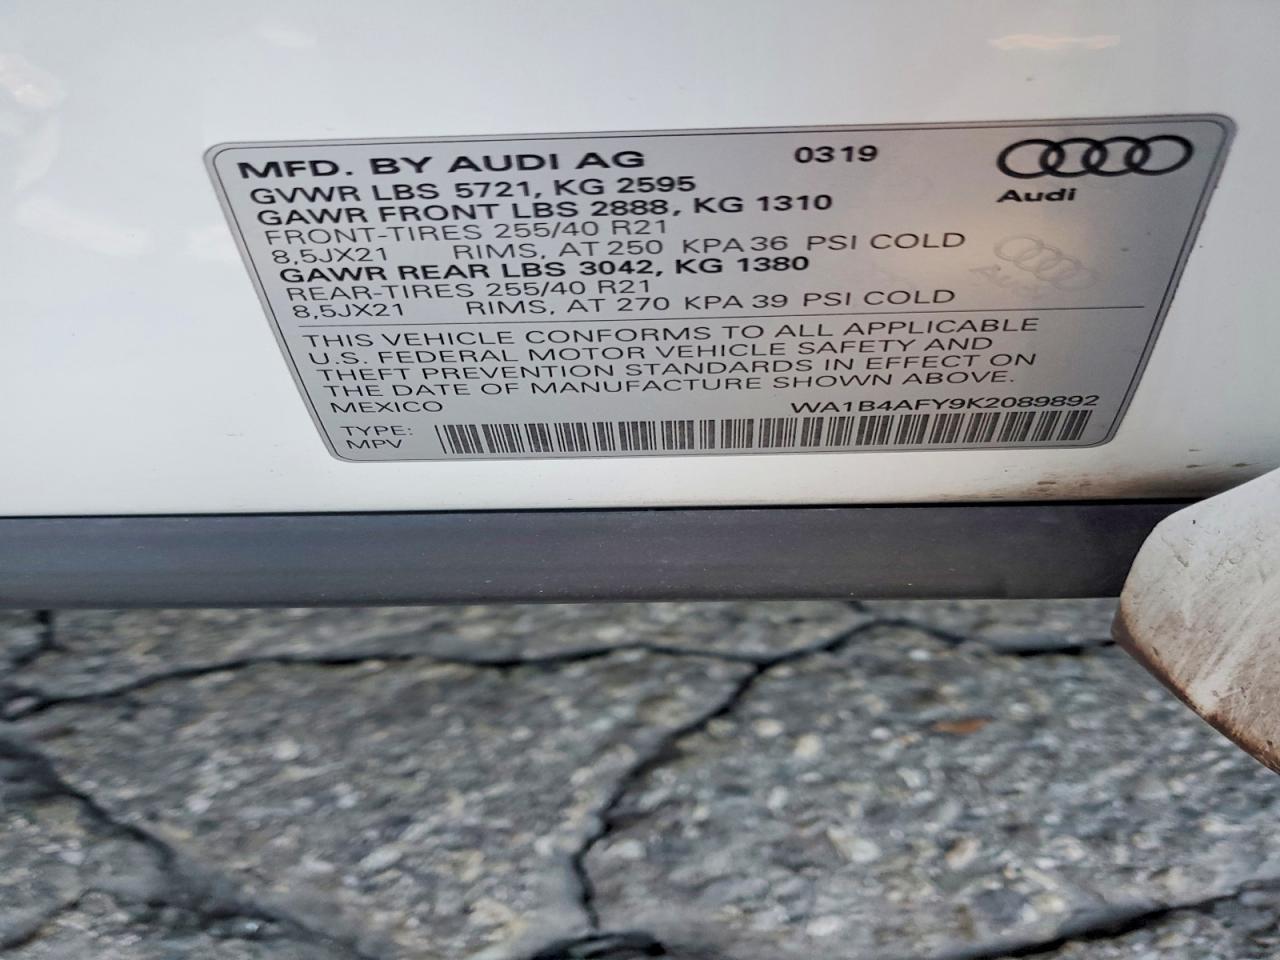 MFD. BY AUDI AG 0319
Audi
GVWR LBS 5721, KG 2595
GAWR FRONT LBS 2888, KG 1310
FRONT-TIRES 255/40 R21
8,5JX21 RIMS, AT 250 KPA 36 PSI COLD
GAWR REAR LBS 3042, KG 1380
REAR-TIRES 255/40 R21
8,5JX21 RIMS, AT 270 KPA 39 PSI COLD
THIS VEHICLE CONFORMS TO ALL APPLICABLE
U.S. FEDERAL MOTOR VEHICLE SAFETY AND
THEFT PREVENTION STANDARDS IN EFFECT ON
THE DATE OF MANUFACTURE SHOWN ABOVE.
MEXICO WA1B4AFY9K2089892
TYPE:
MPV